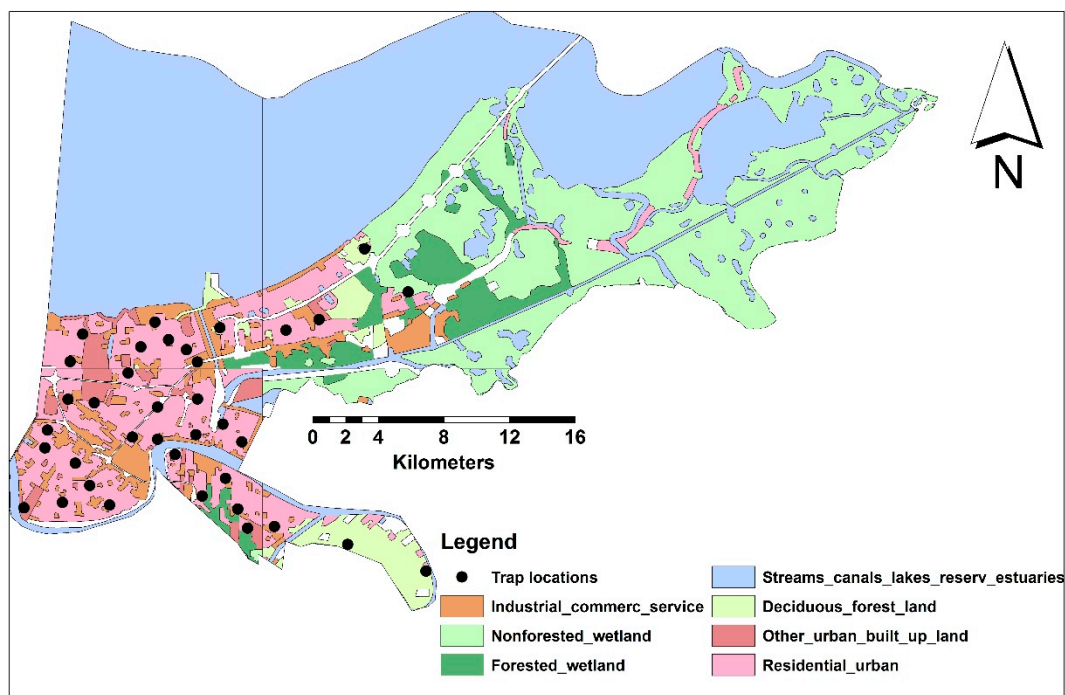 N
0 2 4 8 12 16
Kilometers
Legend
Trap locations
Industrial_commerc_service
Nonforested_wetland
Forested_wetland
Streams_canals_lakes_reserv_estuaries
Deciduous_forest_land
Other_urban_built_up_land
Residential_urban